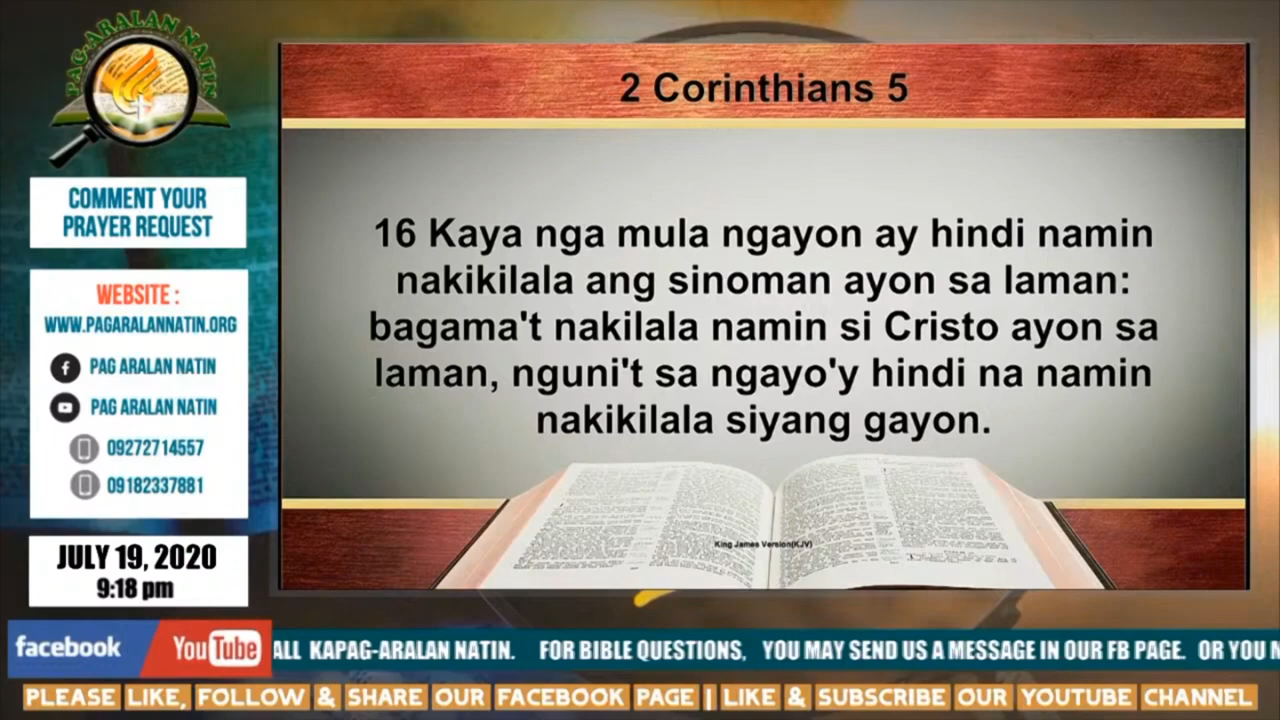 PAG-ARALAN NATIN
COMMENT YOUR
PRAYER REQUEST
WEBSITE :
WWW.PAGARALANNATIN.ORG
PAG ARALAN NATIN
PAG ARALAN NATIN
09272714557
09182337881
JULY 19, 2020
9:18 pm
2 Corinthians 5
16 Kaya nga mula ngayon ay hindi namin
nakikilala ang sinoman ayon sa laman:
bagama't nakilala namin si Cristo ayon sa
laman, nguni't sa ngayo'y hindi na namin
nakikilala siyang gayon.
King James Version(KJV)
facebook YouTube ALL KAPAG-ARALAN NATIN. FOR BIBLE QUESTIONS, YOU MAY SEND US A MESSAGE IN OUR FB PAGE. OR YOU
PLEASE LIKE, FOLLOW & SHARE OUR FACEBOOK PAGE | LIKE & SUBSCRIBE OUR YOUTUBE CHANNEL